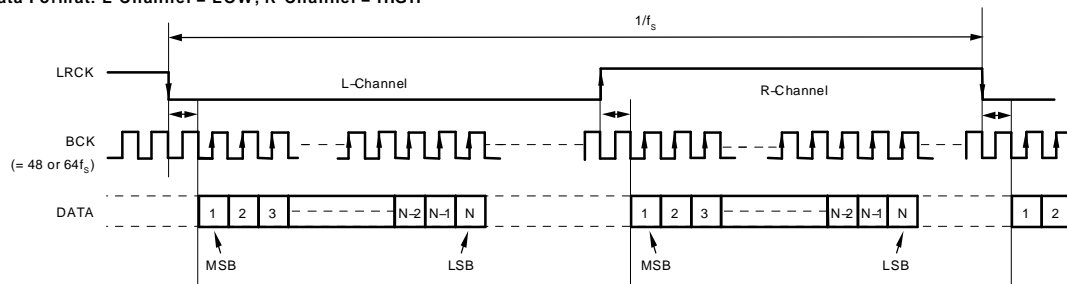 ata Format: L-Channel = LOW, R-Channel = HIGH
1/fS
LRCK
L-Channel
R-Channel
BCK
(= 48 or 64fS)
DATA
1 2 3 N-2 N-1 N
1 2 3 N-2 N-1 N
1 2
MSB
LSB
MSB
LSB